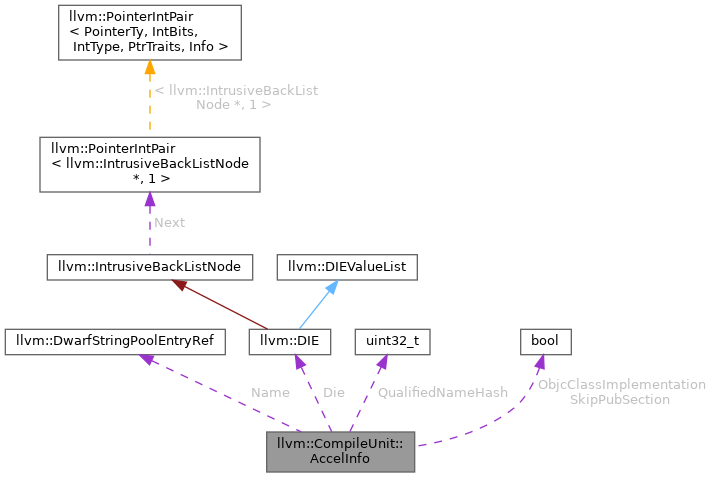 llvm::PointerIntPair
< PointerTy, IntBits,
IntType, PtrTraits, Info >
< llvm::IntrusiveBackList
Node *, 1 >
llvm::PointerIntPair
< llvm::IntrusiveBackListNode
*, 1 >
Next
llvm::IntrusiveBackListNode
llvm::DIEValueList
llvm::DwarfStringPoolEntryRef
llvm::DIE
uint32_t
bool
Name
Die
QualifiedNameHash
ObjcClassImplementation
SkipPubSection
llvm::CompileUnit::
AccelInfo